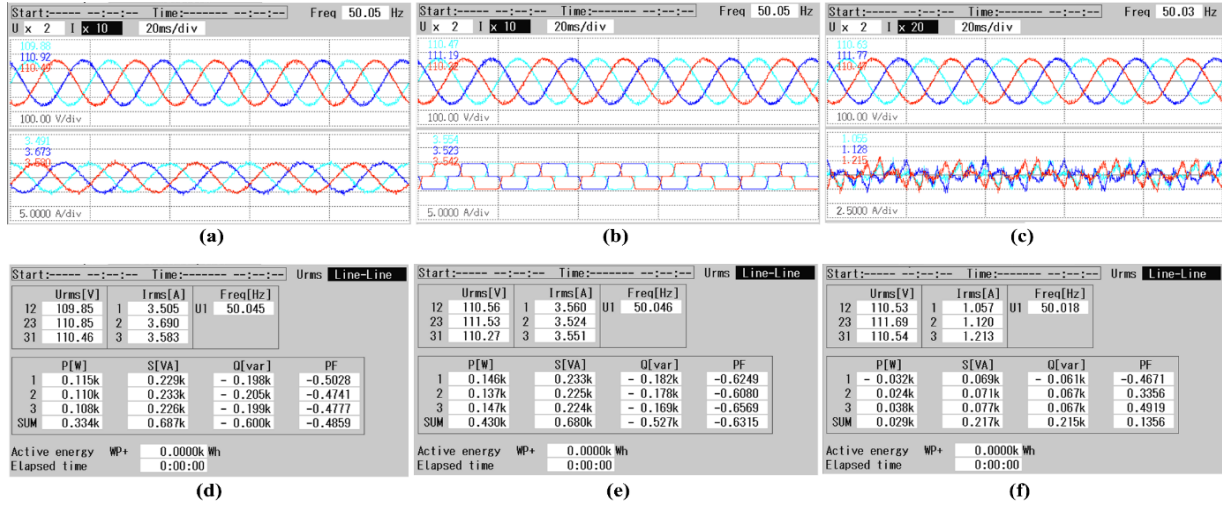 Start:----- --:--:-- Time:------- --:--:-- Freq 50.05 Hz
U x 2 I x 10 20ms/div
109.88
110.92
110.49
100.00 V/div
3.491
3.673
3.580
5.0000 A/div
(a)
Start:----- --:--:-- Time:------- --:--:-- Freq 50.05 Hz
U x 2 I x 10 20ms/div
110.47
111.19
100.00 V/div
3.554
3.523
3.542
5.0000 A/div
(b)
Start:----- --:--:-- Time:------- --:--:-- Freq 50.03 Hz
U x 2 I x 20 20ms/div
110.63
111.77
110.47
100.00 V/div
1.128
1.215
2.5000 A/div
(c)
Start:----- --:--:-- Time:------- --:--:-- Urms Line-Line
Urms[V] Irms[A] Freq[Hz]
12 109.85 1 3.505 U1 50.045
23 110.85 2 3.690
31 110.46 3 3.583
P[W] S[VA] Q[var] PF
1 0.115k 0.229k - 0.198k -0.5028
2 0.110k 0.233k - 0.205k -0.4741
3 0.108k 0.226k - 0.199k -0.4777
SUM 0.334k 0.687k - 0.600k -0.4859
Active energy WP+ 0.0000k Wh
Elapsed time 0:00:00
(d)
Start:----- --:--:-- Time:------- --:--:-- Urms Line-Line
Urms[V] Irms[A] Freq[Hz]
12 110.56 1 3.560 U1 50.046
23 111.53 2 3.524
31 110.27 3 3.551
P[W] S[VA] Q[var] PF
1 0.146k 0.233k - 0.182k -0.6249
2 0.137k 0.225k - 0.178k -0.6080
3 0.147k 0.224k - 0.169k -0.6569
SUM 0.430k 0.680k - 0.527k -0.6315
Active energy WP+ 0.0000k Wh
Elapsed time 0:00:00
(e)
Start:----- --:--:-- Time:------- --:--:-- Urms Line-Line
Urms[V] Irms[A] Freq[Hz]
12 110.53 1 1.057 U1 50.018
23 111.69 2 1.120
31 110.54 3 1.213
P[W] S[VA] Q[var] PF
1 - 0.032k 0.069k - 0.061k -0.4671
2 0.024k 0.071k 0.067k 0.3356
3 0.038k 0.077k 0.067k 0.4919
SUM 0.029k 0.217k 0.215k 0.1356
Active energy WP+ 0.0000k Wh
Elapsed time 0:00:00
(f)